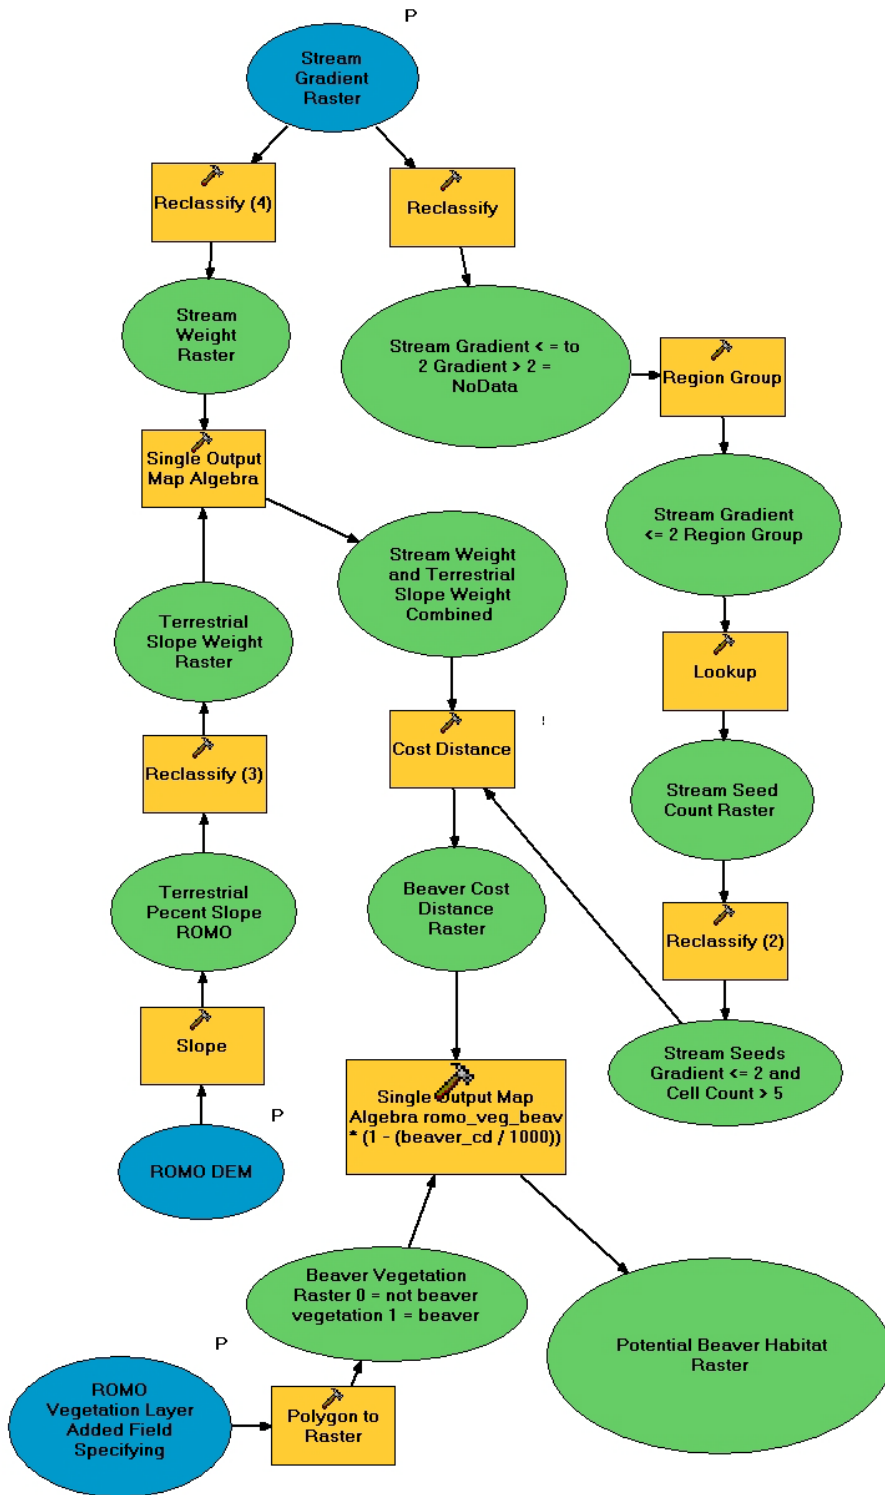 P
Stream
Gradient
Raster
Reclassify (4)
Reclassify
Stream
Weight
Raster
Stream Gradient < = to
2 Gradient > 2 =
NoData
Region Group
Single Output
Map Algebra
Stream Gradient
<= 2 Region Group
Stream Weight
and Terrestrial
Slope Weight
Combined
Terrestrial
Slope Weight
Raster
Lookup
!
Cost Distance
Reclassify (3)
Stream Seed
Count Raster
Beaver Cost
Distance
Raster
Terrestrial
Pecent Slope
ROMO
Reclassify (2)
Slope
Stream Seeds
Gradient <= 2 and
Cell Count > 5
Single Output Map
Algebra romo_veg_beav
* (1 - (beaver_cd / 1000))
P
ROMO DEM
Beaver Vegetation
Raster 0 = not beaver
vegetation 1 = beaver
Potential Beaver Habitat
Raster
P
ROMO
Vegetation Layer
Added Field
Specifying
Polygon to
Raster